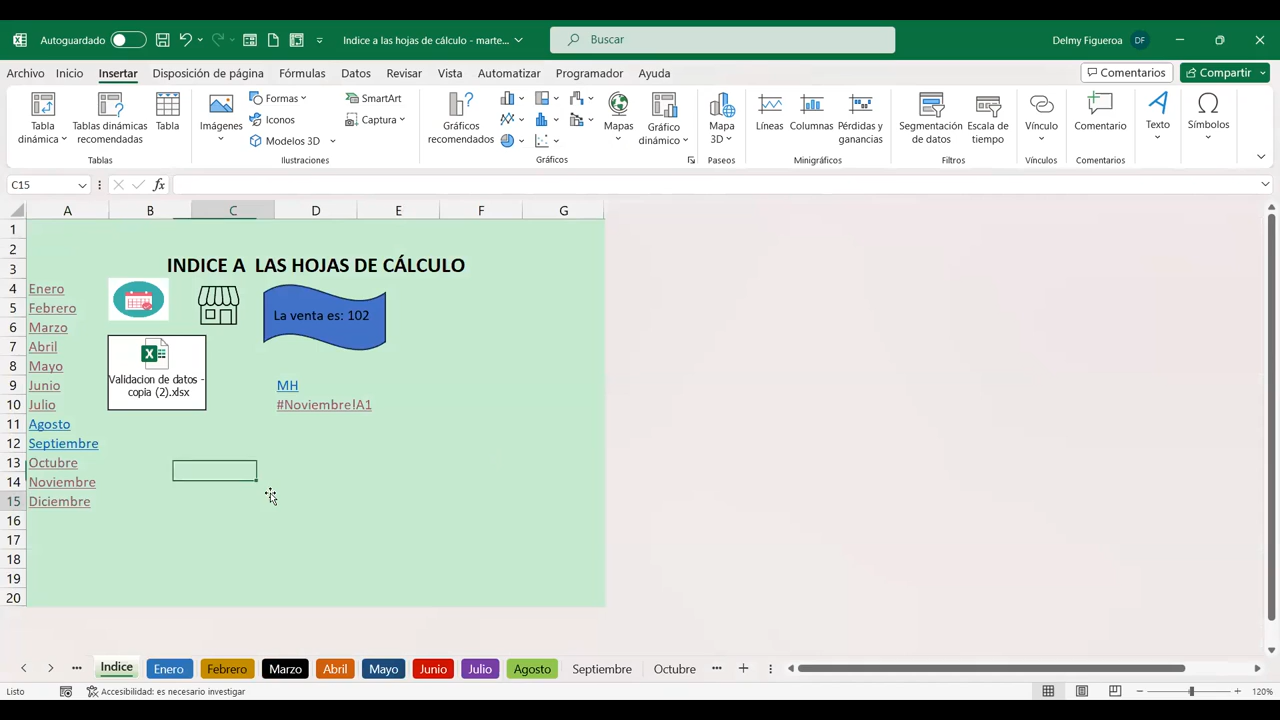 Autoguardado
Indice a las hojas de cálculo - marte...
Buscar
Delmy Figueroa
DF
Archivo Inicio Insertar Disposición de página Fórmulas Datos Revisar Vista Automatizar Programador Ayuda
Comentarios
Compartir
Tabla dinámica
Tablas dinámicas recomendadas
Tabla
Tablas
Imágenes
Formas
Iconos
Modelos 3D
SmartArt
Captura
Ilustraciones
Gráficos recomendados
Mapas
Gráfico dinámico
Gráficos
Mapa 3D
Paseos
Líneas
Columnas
Pérdidas y ganancias
Minigráficos
Segmentación de datos
Escala de tiempo
Filtros
Vínculo
Vínculos
Comentario
Comentarios
Texto
Símbolos
C15
fx
A B C D E F G
1
2
3 INDICE A LAS HOJAS DE CÁLCULO
4 Enero
5 Febrero
La venta es: 102
6 Marzo
7 Abril
8 Mayo
Validacion de datos -
copia (2).xlsx
9 Junio MH
10 Julio #Noviembre!A1
11 Agosto
12 Septiembre
13 Octubre
14 Noviembre
15 Diciembre
16
17
18
19
20
Indice Enero Febrero Marzo Abril Mayo Junio Julio Agosto Septiembre Octubre
Listo
Accesibilidad: es necesario investigar
120%